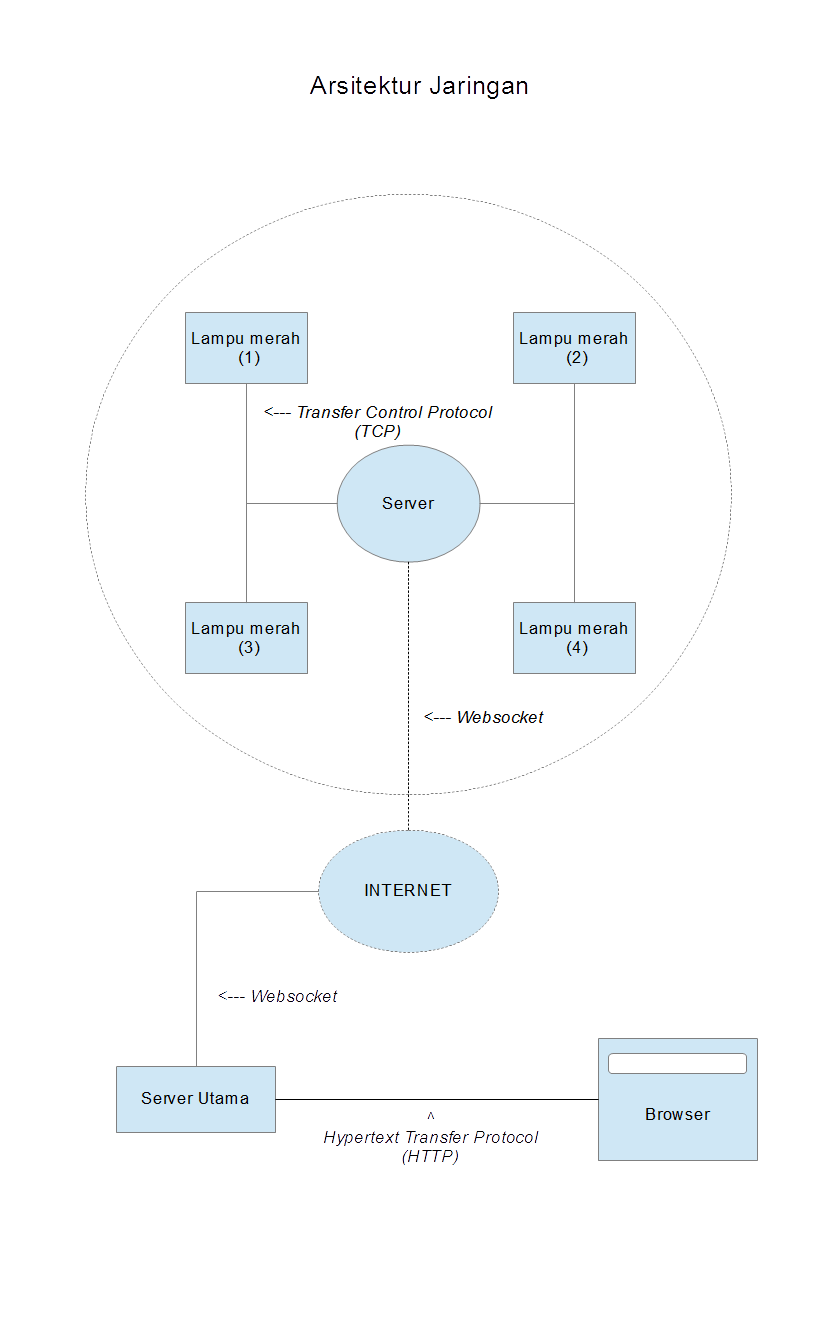 Arsitektur Jaringan
Lampu merah
(1)
Lampu merah
(2)
<--- Transfer Control Protocol
(TCP)
Server
Lampu merah
(3)
Lampu merah
(4)
<--- Websocket
INTERNET
<--- Websocket
Server Utama
Browser
^
Hypertext Transfer Protocol
(HTTP)